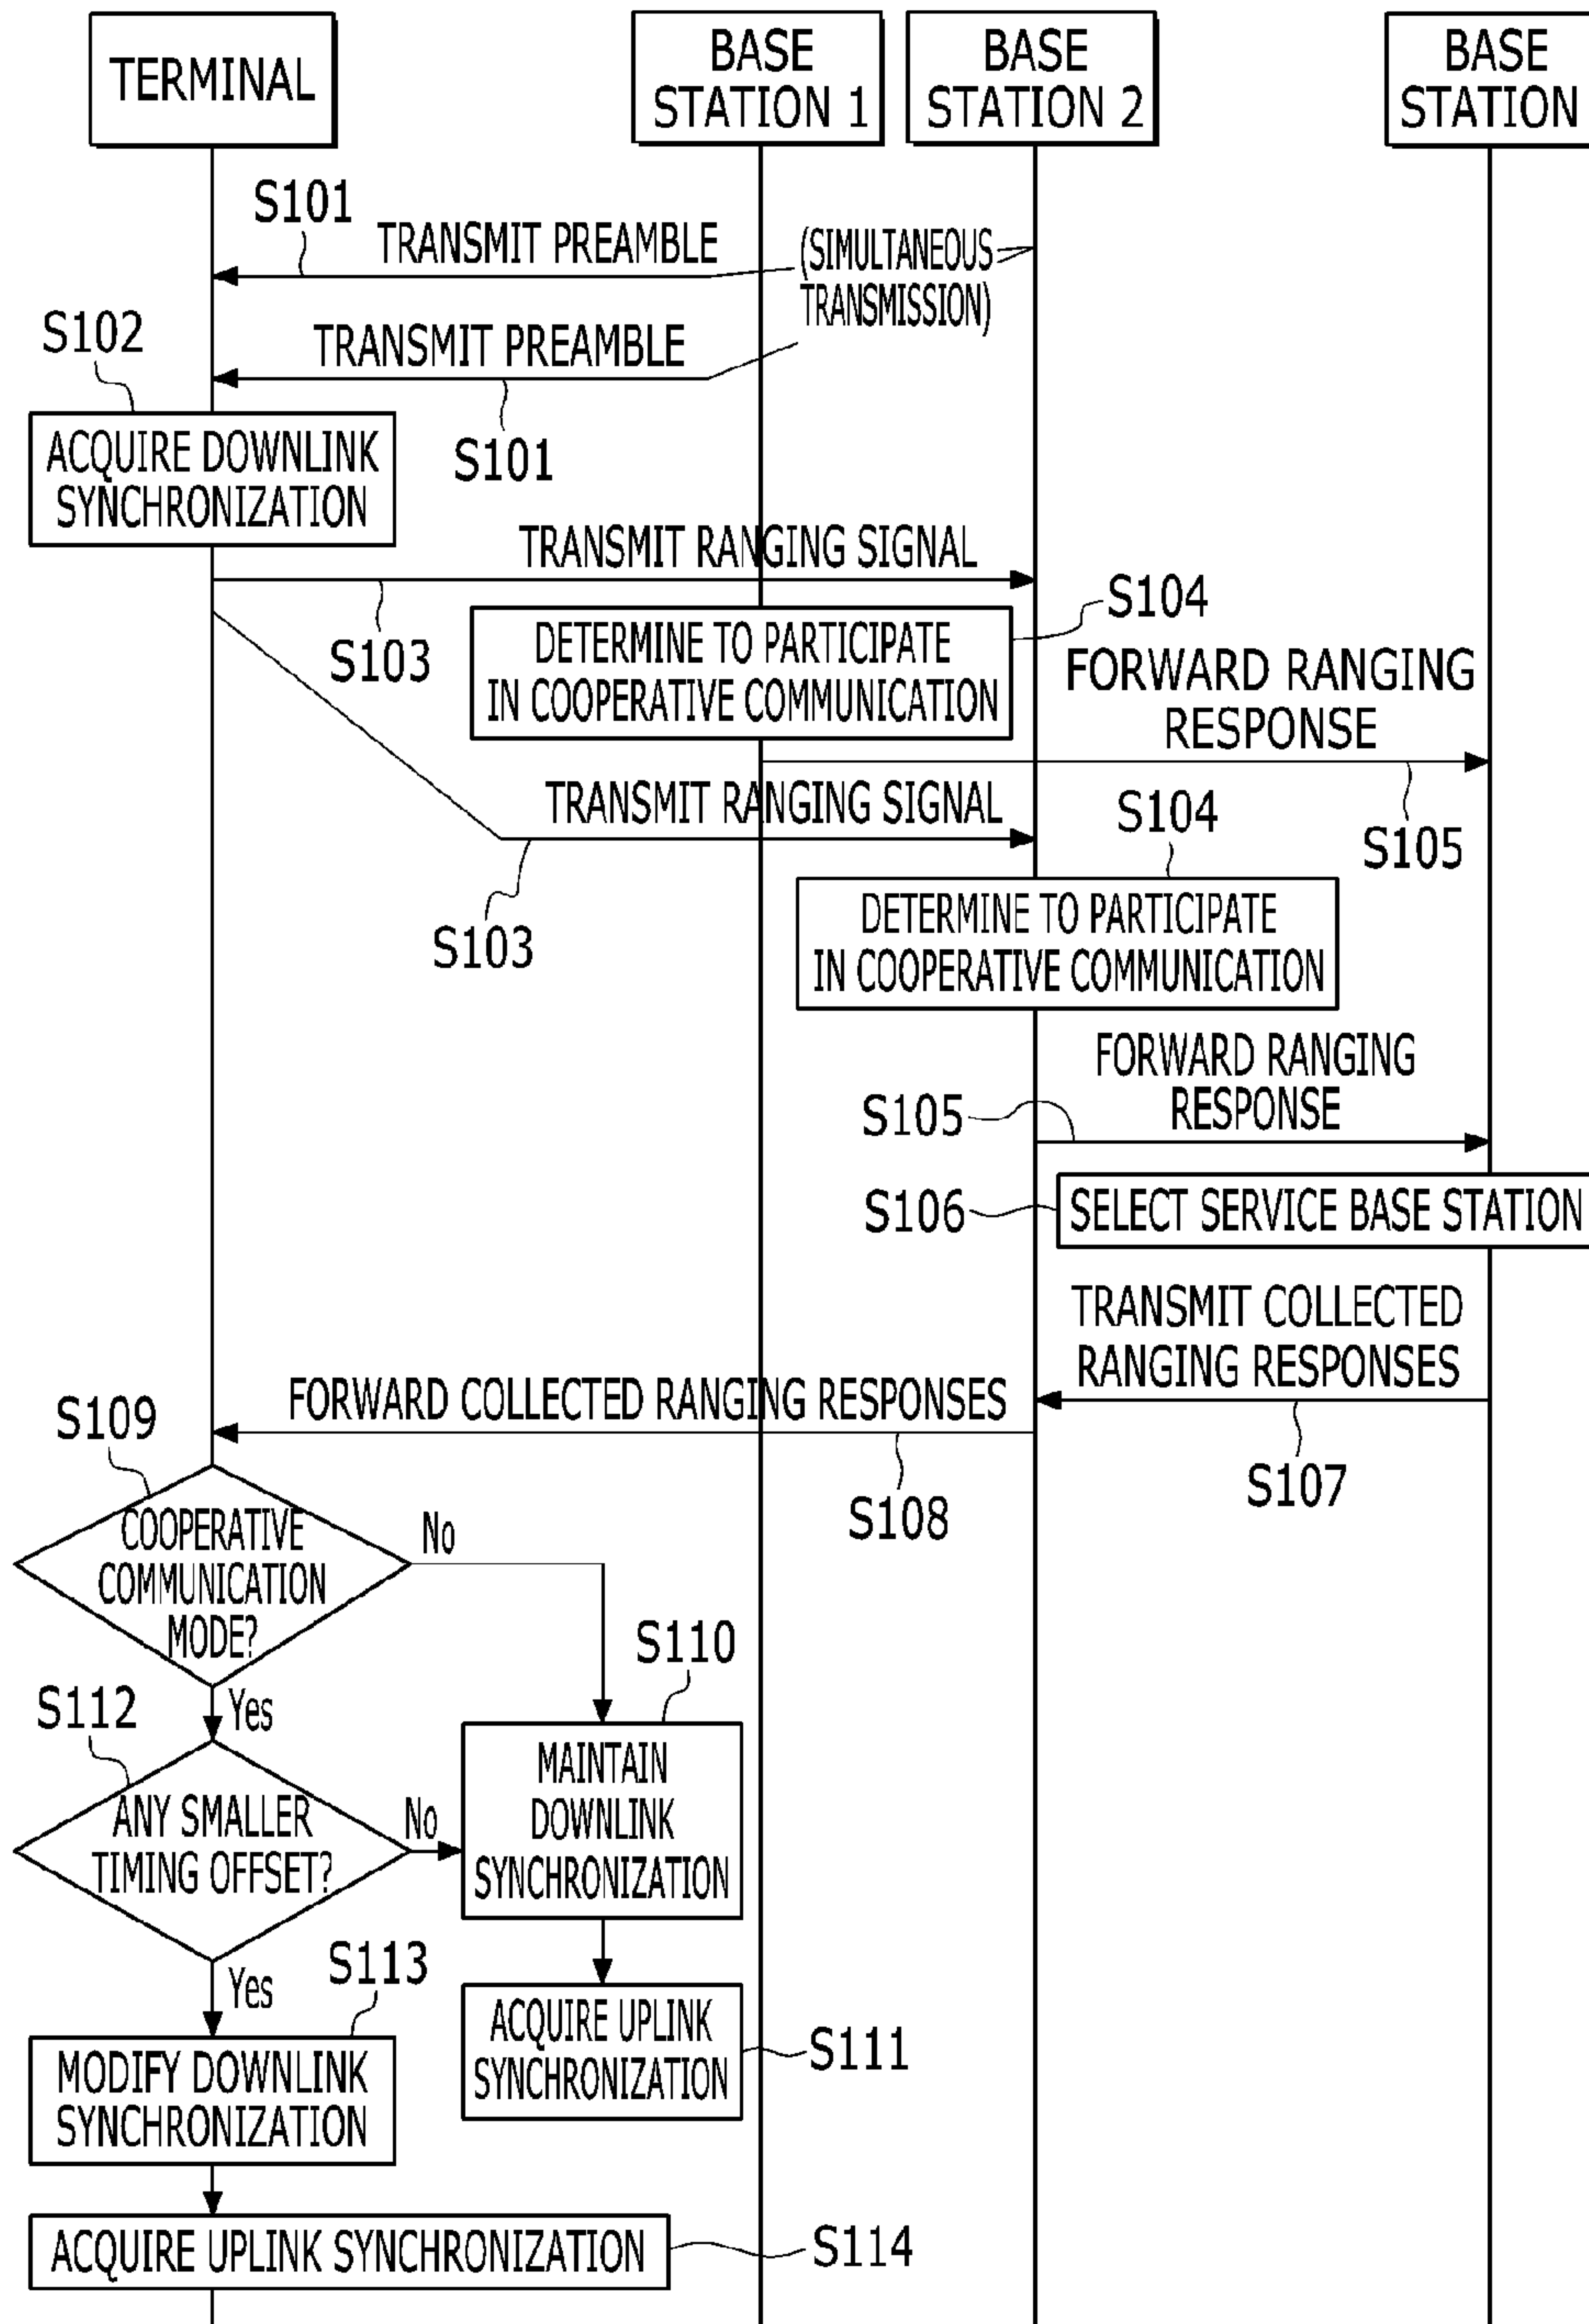 TERMINAL
BASE
STATION 1
BASE
STATION 2
BASE
STATION
S101
TRANSMIT PREAMBLE
(SIMULTANEOUS
TRANSMISSION)
S102
TRANSMIT PREAMBLE
S101
ACQUIRE DOWNLINK
SYNCHRONIZATION
TRANSMIT RANGING SIGNAL
S103
S104
DETERMINE TO PARTICIPATE
IN COOPERATIVE COMMUNICATION
FORWARD RANGING
RESPONSE
S105
TRANSMIT RANGING SIGNAL
S103
S104
DETERMINE TO PARTICIPATE
IN COOPERATIVE COMMUNICATION
FORWARD RANGING
RESPONSE
S105
S106
SELECT SERVICE BASE STATION
TRANSMIT COLLECTED
RANGING RESPONSES
S107
FORWARD COLLECTED RANGING RESPONSES
S108
S109
COOPERATIVE
COMMUNICATION
MODE?
No
Yes
S110
MAINTAIN
DOWNLINK
SYNCHRONIZATION
S112
ANY SMALLER
TIMING OFFSET?
No
Yes
ACQUIRE UPLINK
SYNCHRONIZATION
S111
S113
MODIFY DOWNLINK
SYNCHRONIZATION
ACQUIRE UPLINK SYNCHRONIZATION
S114